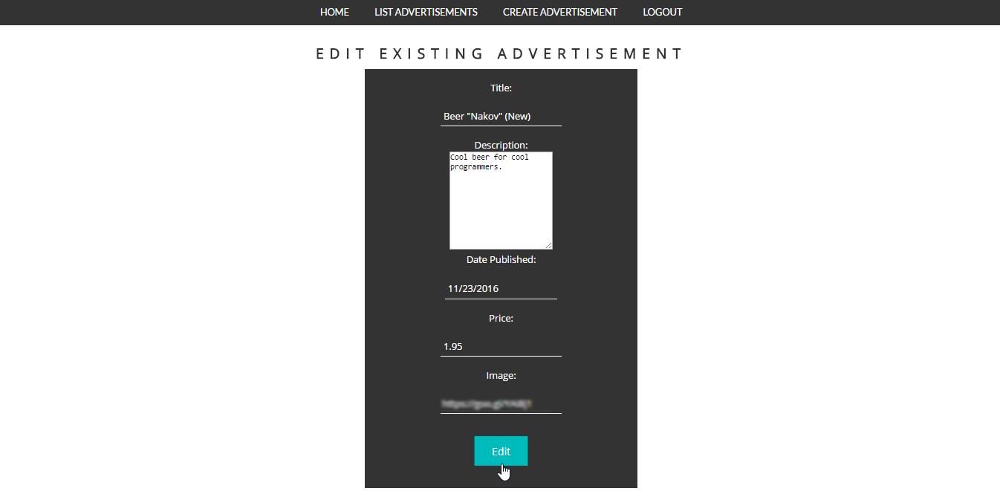 HOME LIST ADVERTISEMENTS CREATE ADVERTISEMENT LOGOUT
EDIT EXISTING ADVERTISEMENT
Title:
Beer "Nakov" (New)
Description:
Cool beer for cool
programmers.
Date Published:
11/23/2016
Price:
1.95
Image:
Edit